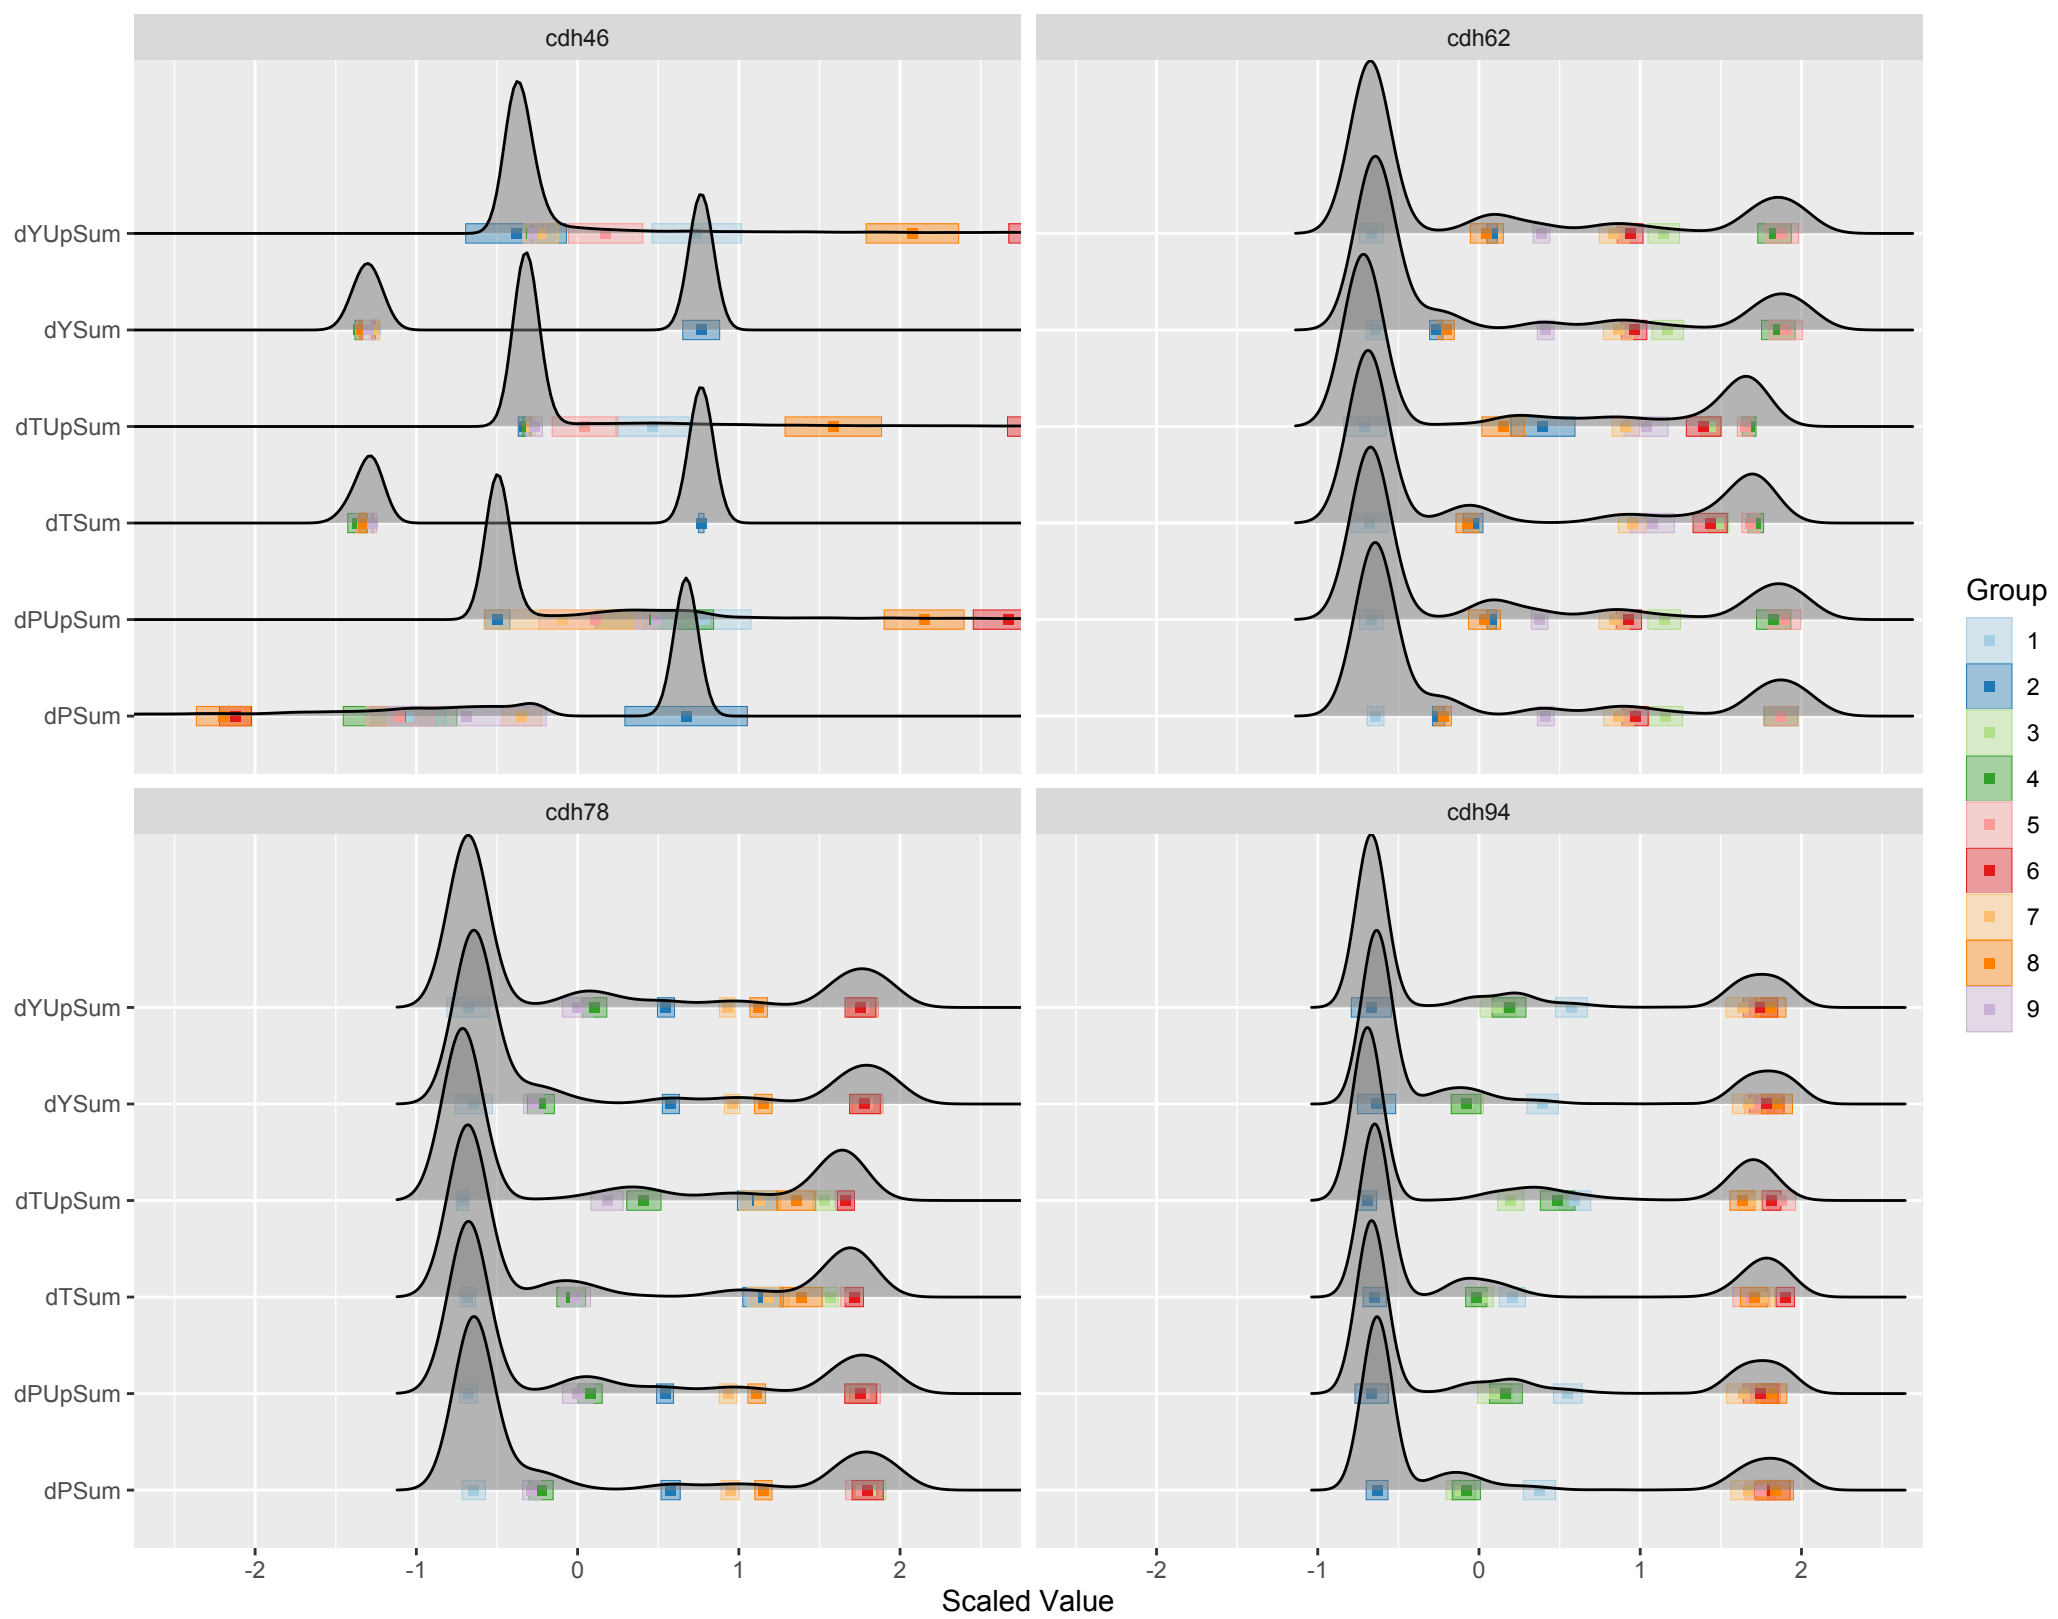 cdh46 cdh62
dYUpSum
dYSum
dTUpSum
dTSum
dPUpSum
dPSum
cdh78 cdh94
dYUpSum
dYSum
dTUpSum
dTSum
dPUpSum
dPSum
-2 -1 0 1 2 -2 -1 0 1 2
Scaled Value
Group
1
2
3
4
5
6
7
8
9